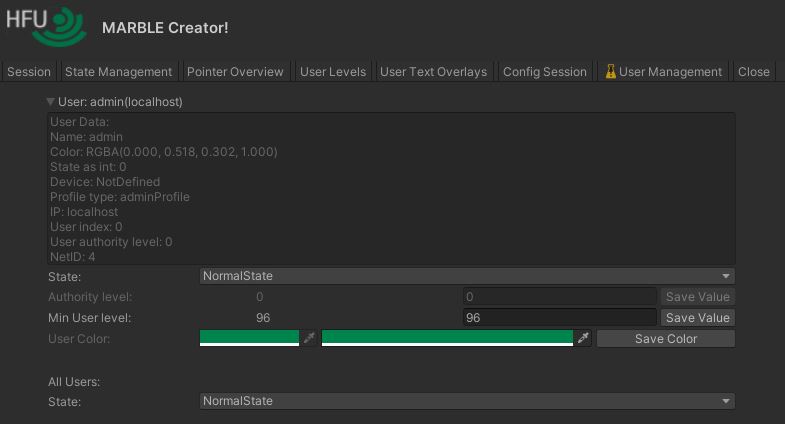 HFU
MARBLE Creator!
Session State Management Pointer Overview User Levels User Text Overlays Config Session User Management Close
User: admin(localhost)
User Data:
Name: admin
Color: RGBA(0.000, 0.518, 0.302, 1.000)
State as int: 0
Device: NotDefined
Profile type: adminProfile
IP: localhost
User index: 0
User authority level: 0
NetID: 4
State: NormalState
Authority level: 0 0 Save Value
Min User level: 96 96 Save Value
User Color: Save Color
All Users:
State: NormalState